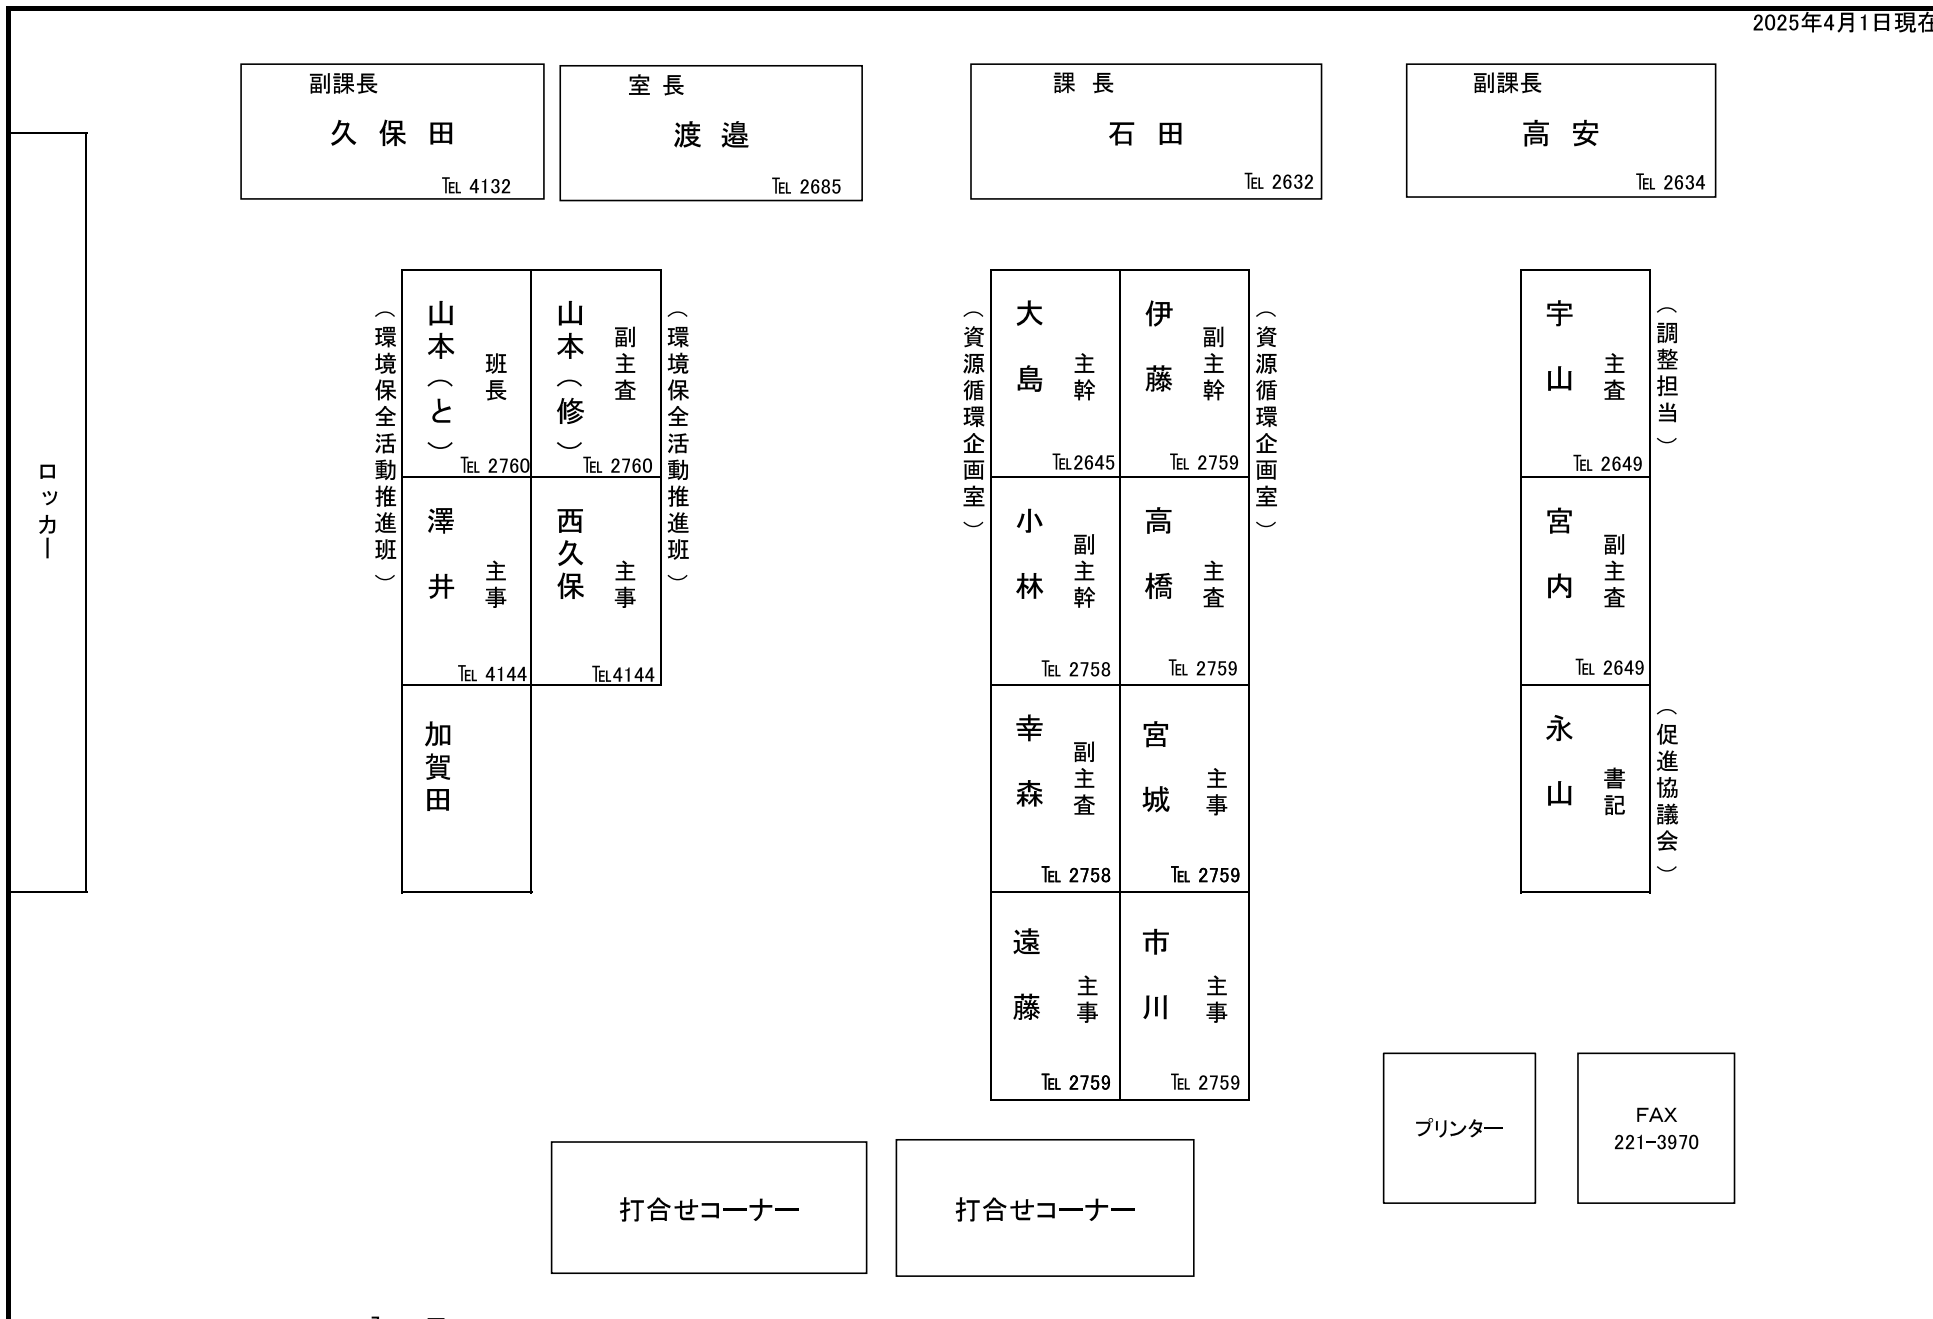 2025年4月1日現在
副課長
久保田
℡ 4132
室長
渡邉
℡ 2685
課長
石田
℡ 2632
副課長
高安
℡ 2634
ロッカー
（環境保全活動推進班）
山本（と）
班長
℡ 2760
山本（修）
副主査
℡ 2760
（環境保全活動推進班）
澤井
主事
℡ 4144
西久保
主事
℡4144
加賀田
（資源循環企画室）
大島
主幹
℡2645
伊藤
副主幹
℡ 2759
（資源循環企画室）
小林
副主幹
℡ 2758
高橋
主査
℡ 2759
幸森
副主査
℡ 2758
宮城
主事
℡ 2759
遠藤
主事
℡ 2759
市川
主事
℡ 2759
宇山
主査
℡ 2649
（調整担当）
宮内
副主査
℡ 2649
永山
書記
（促進協議会）
プリンター
FAX
221-3970
打合せコーナー
打合せコーナー